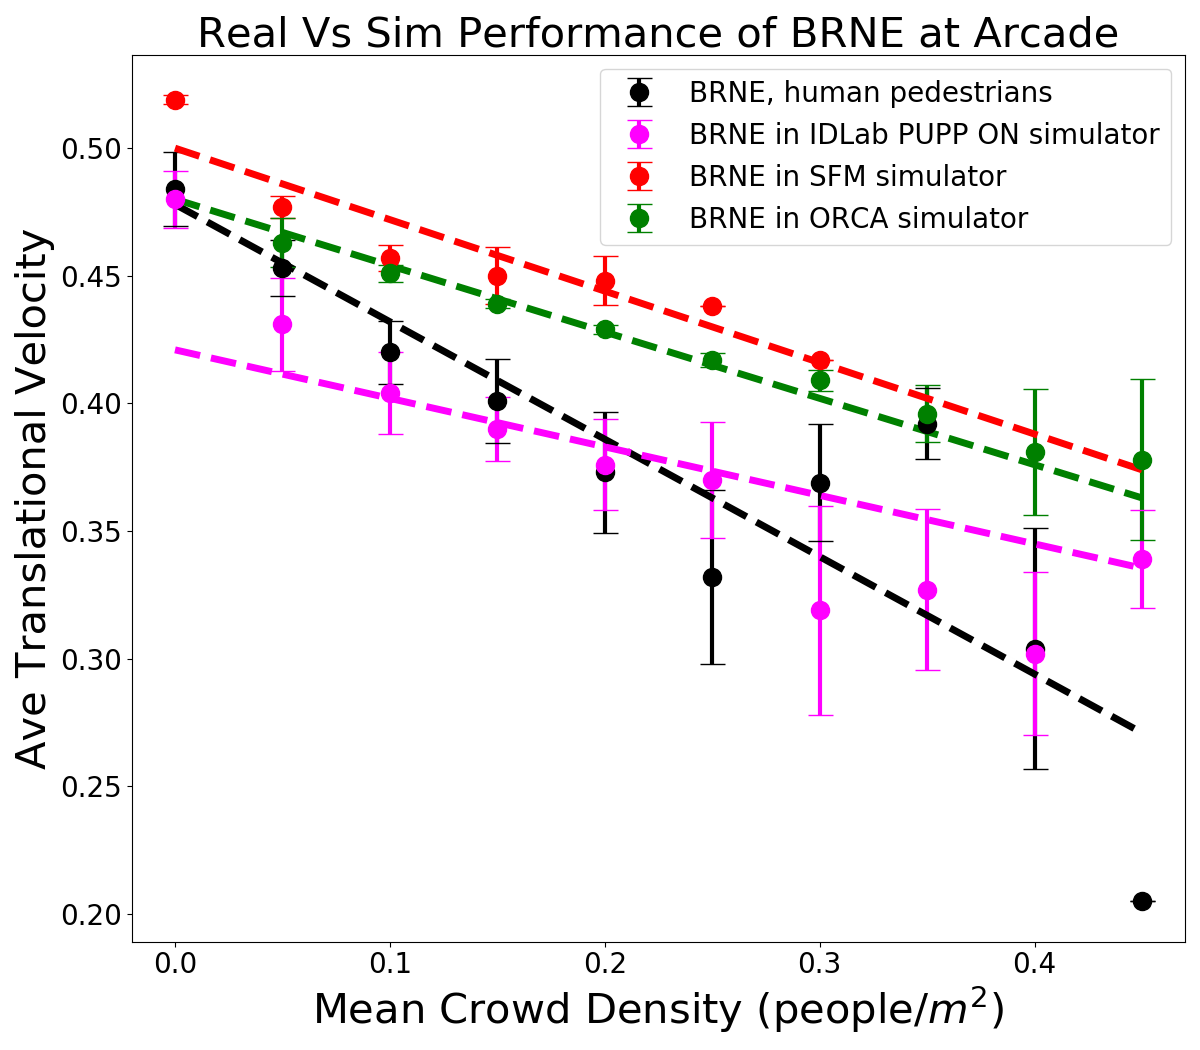 Real Vs Sim Performance of BRNE at Arcade
BRNE, human pedestrians
BRNE in IDLab PUPP ON simulator
BRNE in SFM simulator
BRNE in ORCA simulator
Ave Translational Velocity
0.50
0.45
0.40
0.35
0.30
0.25
0.20
0.0 0.1 0.2 0.3 0.4
Mean Crowd Density (people/m²)